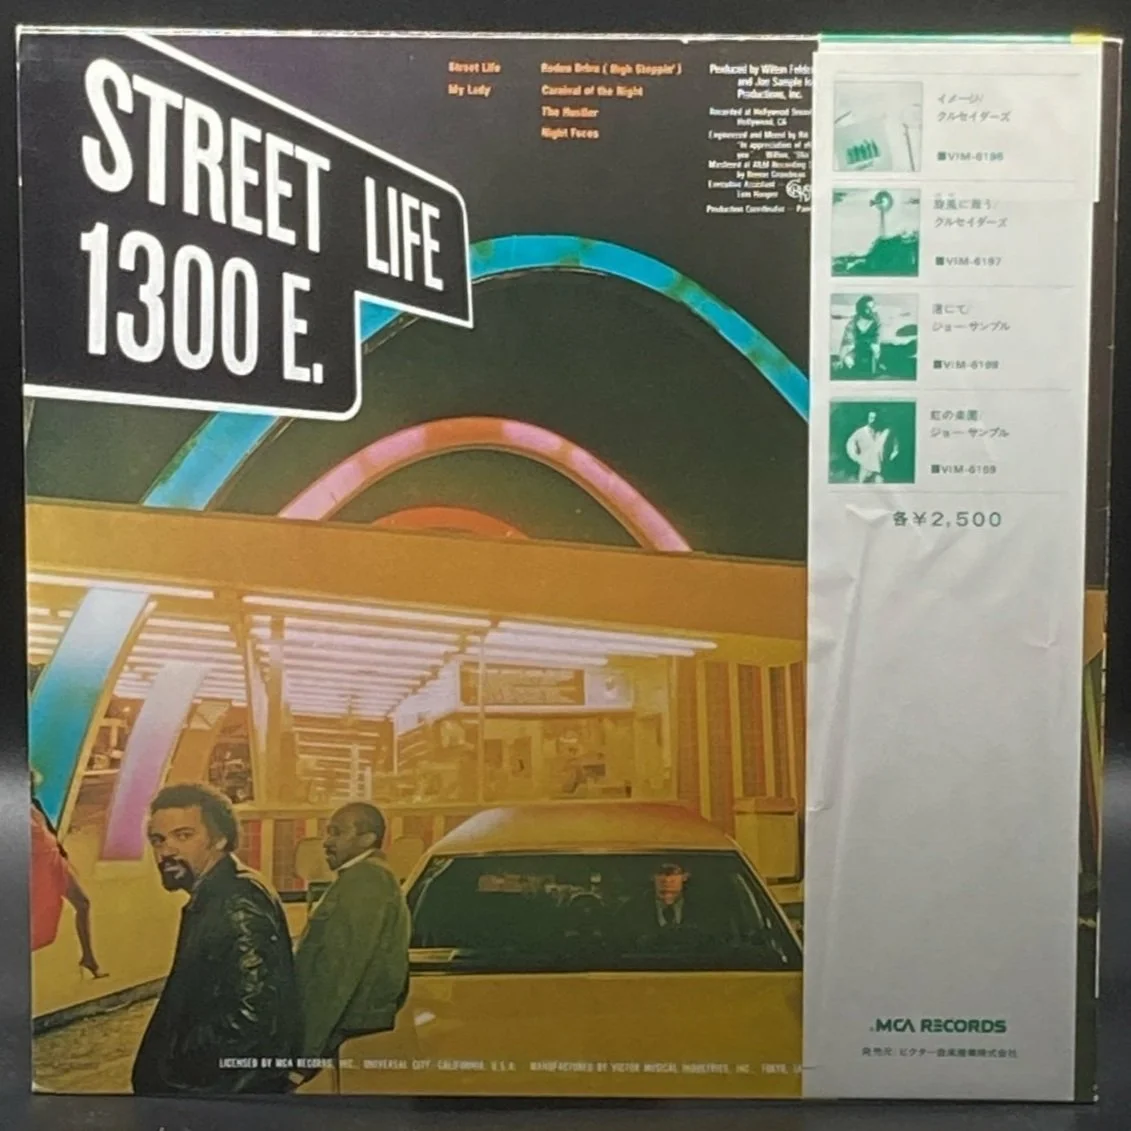 STREET LIFE
1300 E.
Street Life
My Lady
Rodeo Drive ( High Steppin' )
Carnival of the Night
The Hustler
Night Faces
Produced by Wilton Felder
and Joe Sample
Productions, Inc.
Recorded at Hollywood
Hollywood, CA
Engineered and Mixed by
"In appreciation of
Mastered at A&M Recording
by Bernie Grundman
Executive Assistant
Production Coordinator
イメージ/
クルセイダーズ
■VIM-6196
旋風に舞う/
クルセイダーズ
■VIM-6197
渚にて/
ジョー・サンプル
■VIM-6198
虹の楽園/
ジョー・サンプル
■VIM-6199
各¥2,500
MCA RECORDS
発売元:ビクター音楽産業株式会社
LICENSED BY MCA RECORDS, INC., UNIVERSAL CITY, CALIFORNIA, U.S.A. MANUFACTURED BY VICTOR MUSICAL INDUSTRIES, INC., TOKYO,